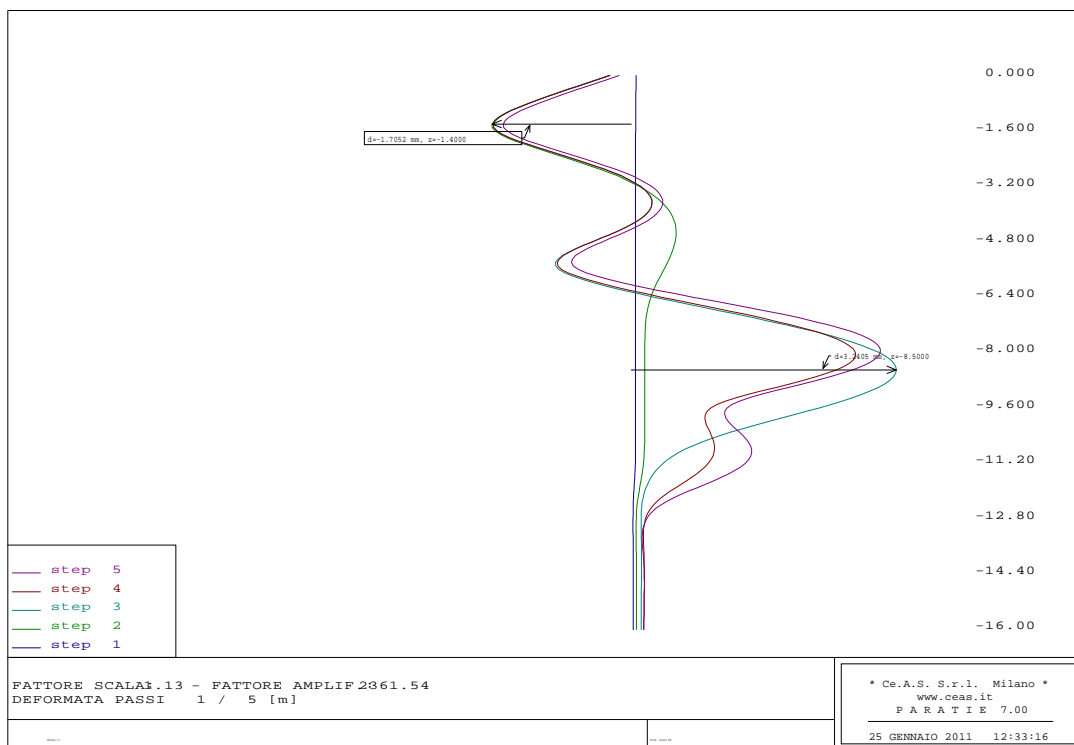 0.000
-1.600
d=-1.7052 mm, z=-1.4000
-3.200
-4.800
-6.400
-8.000
d=3.2405 mm, z=-8.5000
-9.600
-11.20
-12.80
-14.40
-16.00
step 5
step 4
step 3
step 2
step 1
FATTORE SCALA: 1.13 - FATTORE AMPLIF. 2361.54
DEFORMATA PASSI 1 / 5 [m]
* Ce.A.S. S.r.l. Milano *
www.ceas.it
P A R A T I E 7.00
25 GENNAIO 2011 12:33:16